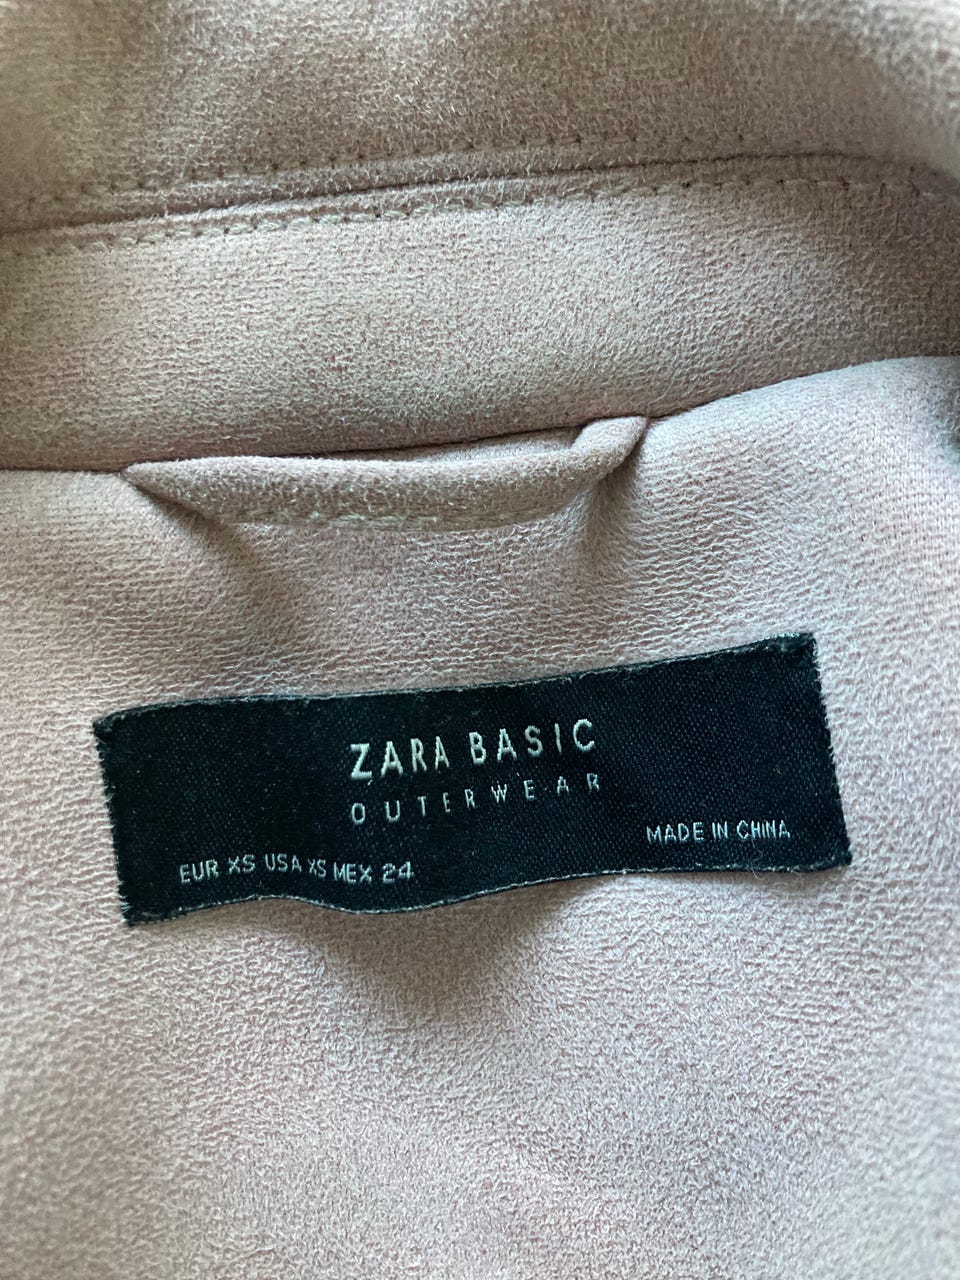 ZARA BASIC
OUTERWEAR
MADE IN CHINA
EUR XS USA XS MEX 24